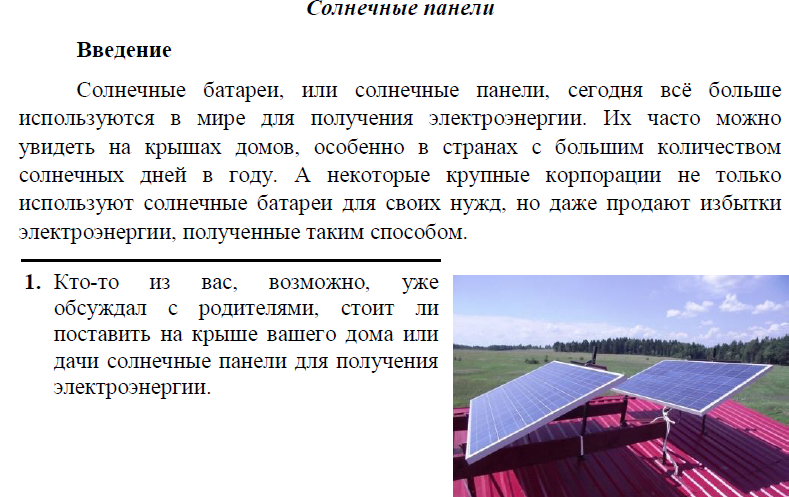 Солнечные панели
Введение
Солнечные батареи, или солнечные панели, сегодня всё больше
используются в мире для получения электроэнергии. Их часто можно
увидеть на крышах домов, особенно в странах с большим количеством
солнечных дней в году. А некоторые крупные корпорации не только
используют солнечные батареи для своих нужд, но даже продают избытки
электроэнергии, полученные таким способом.
1. Кто-то из вас, возможно, уже
обсуждал с родителями, стоит ли
поставить на крыше вашего дома или
дачи солнечные панели для получения
электроэнергии.